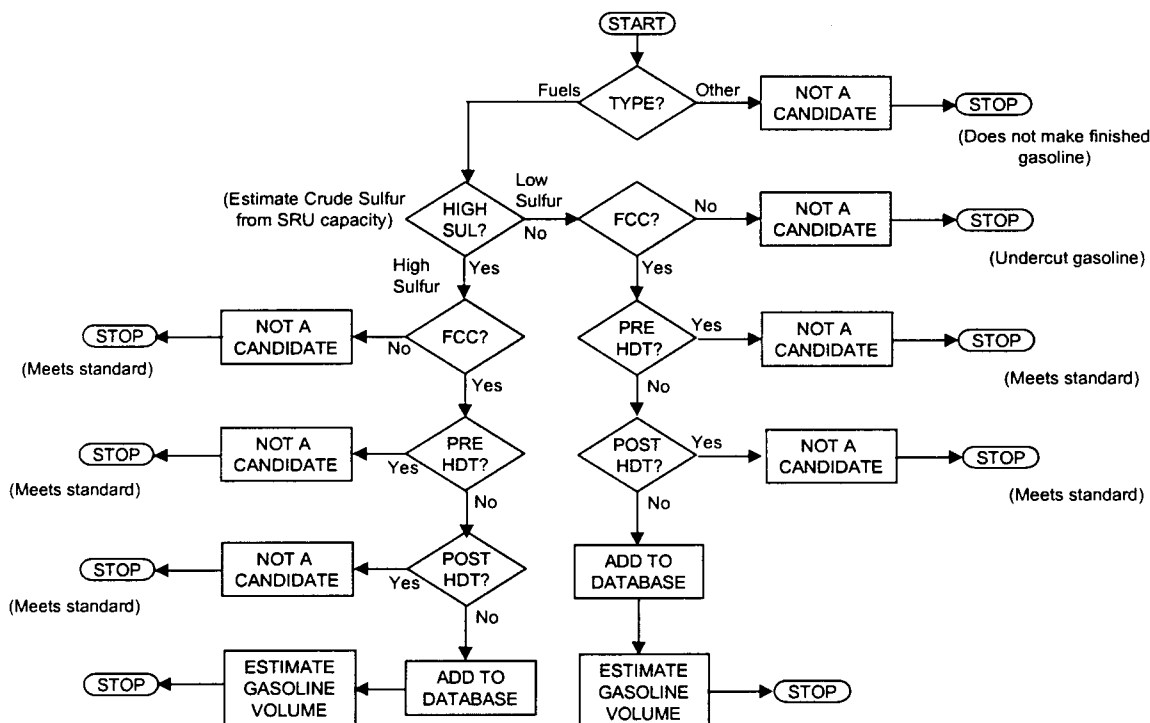 START
Fuels
TYPE?
Other
NOT A
CANDIDATE
STOP
(Does not make finished
gasoline)
(Estimate Crude Sulfur
from SRU capacity)
HIGH
SUL?
Low
Sulfur
No
FCC?
No
NOT A
CANDIDATE
STOP
(Undercut gasoline)
High
Sulfur
Yes
Yes
STOP
(Meets standard)
NOT A
CANDIDATE
No
FCC?
Yes
PRE
HDT?
Yes
No
NOT A
CANDIDATE
STOP
(Meets standard)
STOP
(Meets standard)
NOT A
CANDIDATE
Yes
PRE
HDT?
No
POST
HDT?
Yes
No
NOT A
CANDIDATE
STOP
(Meets standard)
STOP
(Meets standard)
NOT A
CANDIDATE
Yes
POST
HDT?
No
ADD TO
DATABASE
STOP
ESTIMATE
GASOLINE
VOLUME
ADD TO
DATABASE
ESTIMATE
GASOLINE
VOLUME
STOP